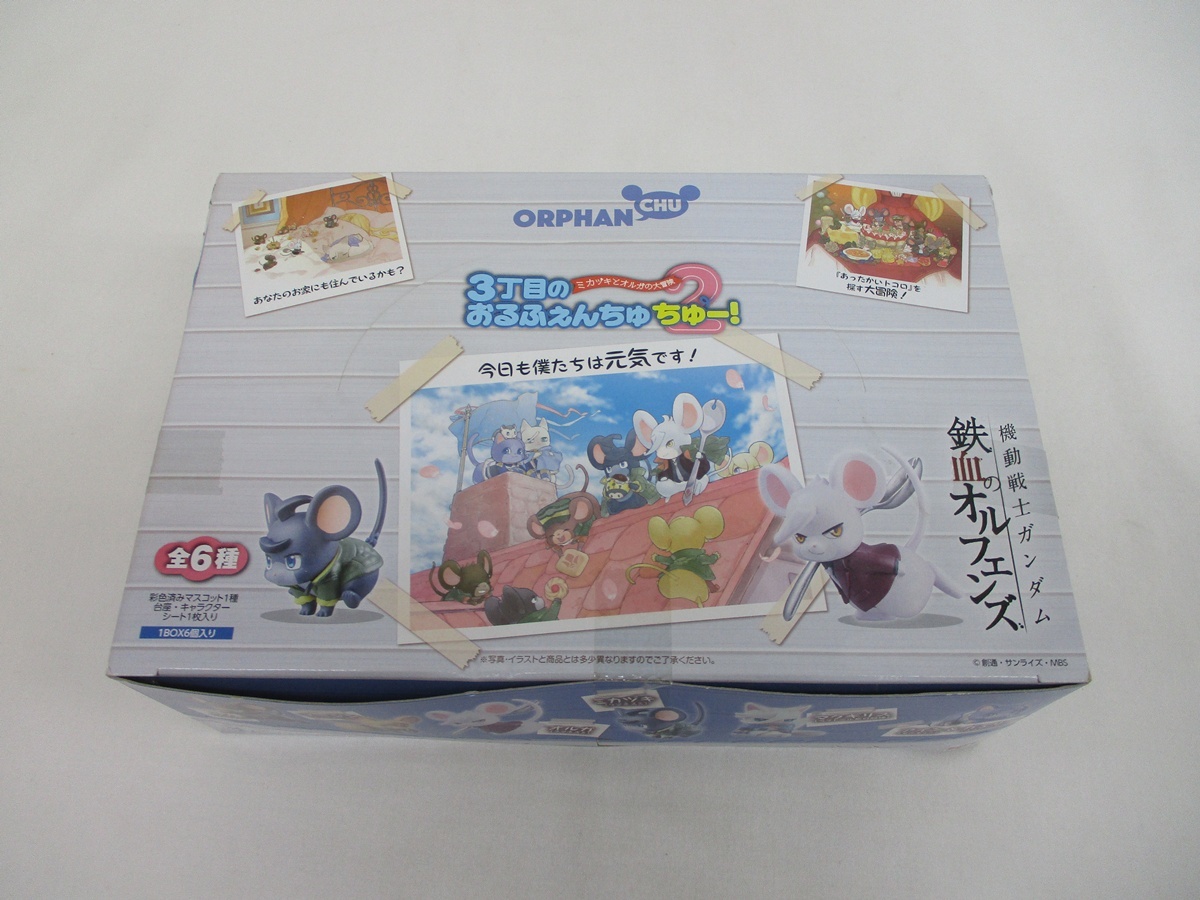 ORPHAN CHU
あなたのお家にも住んでいるかも?
『あったかいトコロ』を
探す大冒険!
3丁目の
ミカヅキとオルガの大冒険
おるふぇんちゅちゅー!
2
今日も僕たちは元気です!
機動戦士ガンダム
鉄血のオルフェンズ
全6種
彩色済みマスコット1種
台座・キャラクター
シート1枚入り
1BOX6個入り
※写真・イラストと商品とは多少異なりますのでご了承ください。
©創通・サンライズ・MBS